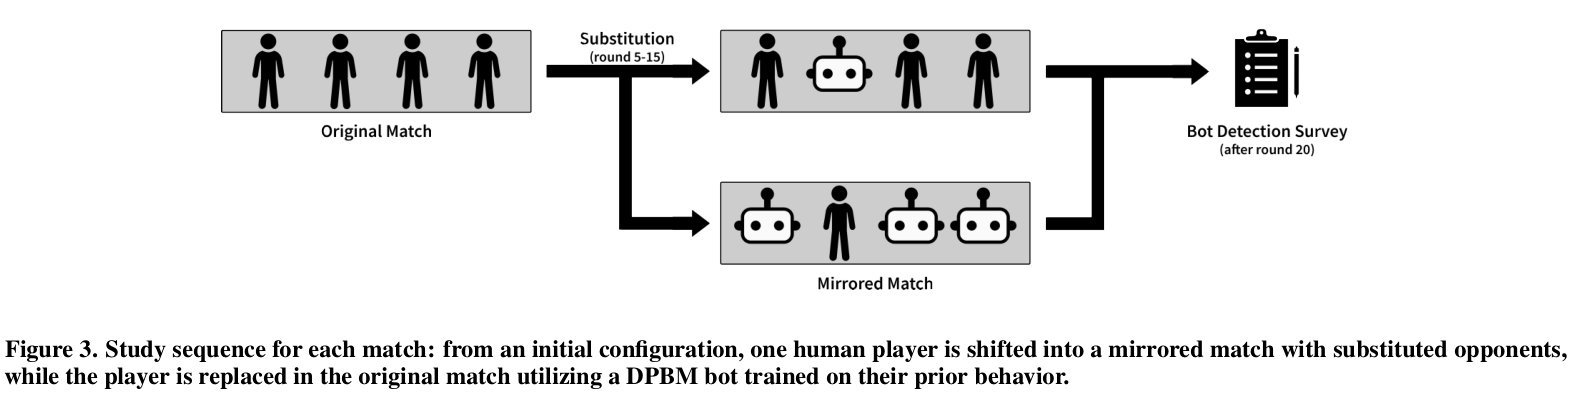 Substitution
(round 5-15)
Original Match
Bot Detection Survey
(after round 20)
Mirrored Match
Figure 3. Study sequence for each match: from an initial configuration, one human player is shifted into a mirrored match with substituted opponents,
while the player is replaced in the original match utilizing a DPBM bot trained on their prior behavior.